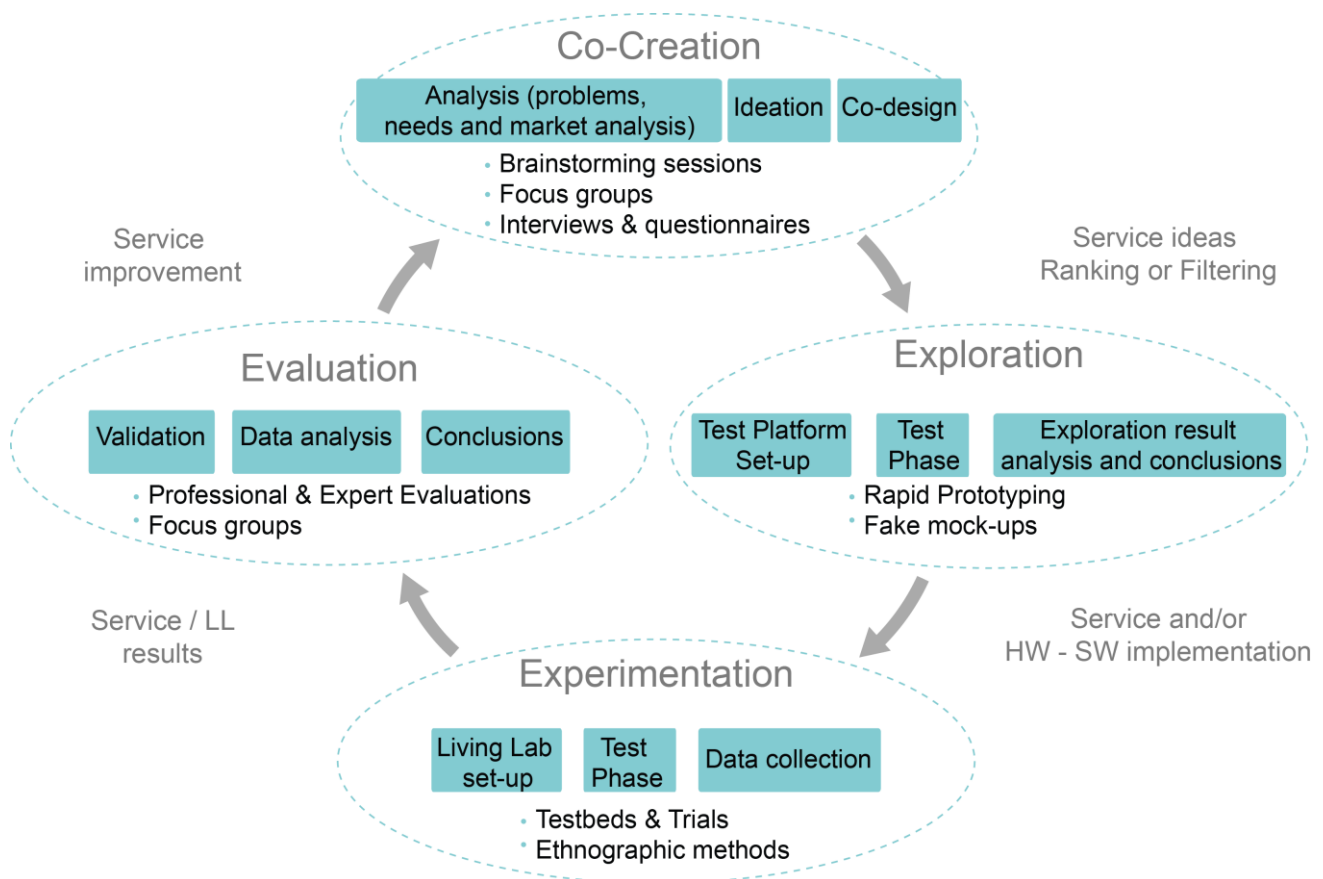 Co-Creation
Analysis (problems,
needs and market analysis)
Ideation
Co-design
• Brainstorming sessions
• Focus groups
• Interviews & questionnaires
Service
improvement
Service ideas
Ranking or Filtering
Evaluation
Validation
Data analysis
Conclusions
• Professional & Expert Evaluations
• Focus groups
Exploration
Test Platform
Set-up
Test
Phase
Exploration result
analysis and conclusions
• Rapid Prototyping
• Fake mock-ups
Service / LL
results
Service and/or
HW - SW implementation
Experimentation
Living Lab
set-up
Test
Phase
Data collection
• Testbeds & Trials
• Ethnographic methods